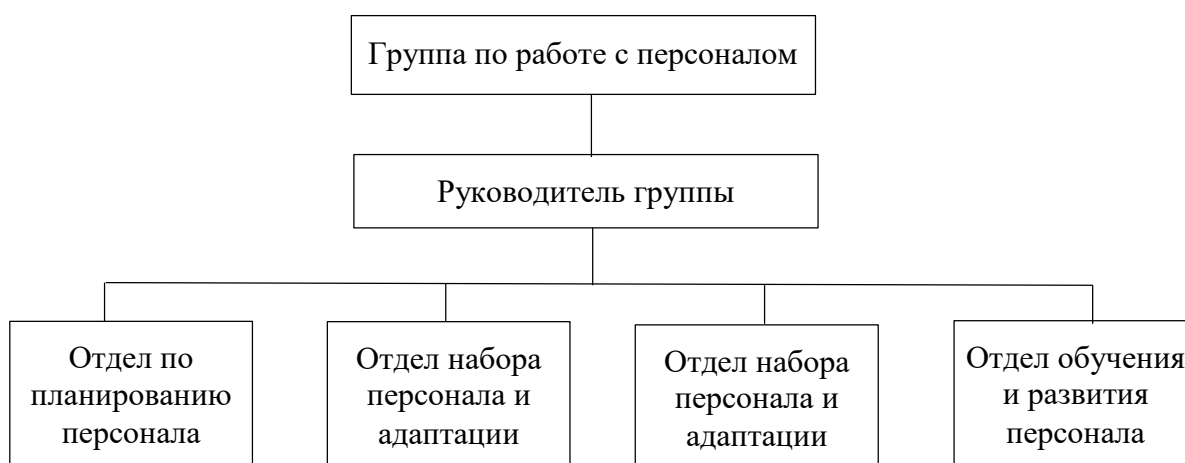 Группа по работе с персоналом
Руководитель группы
Отдел по
планированию
персонала
Отдел набора
персонала и
адаптации
Отдел набора
персонала и
адаптации
Отдел обучения
и развития
персонала